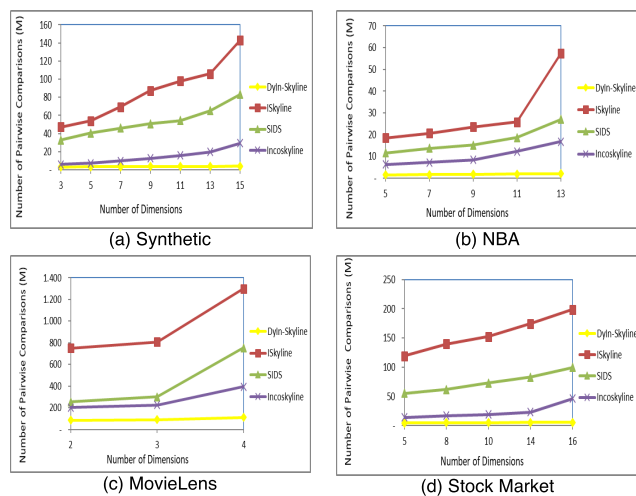 Number of Pairwise Comparisons (M)
160
140
120
100
80
60
40
20
-
3 5 7 9 11 13 15
Number of Dimensions
DyIn-Skyline
ISkyline
SIDS
Incoskyline
(a) Synthetic
Number of Pairwise Comparisons (M)
70
60
50
40
30
20
10
-
5 7 9 11 13
Number of Dimensions
DyIn-Skyline
ISkyline
SIDS
Incoskyline
(b) NBA
Number of Pairwise Comparisons (M)
1.400
1.200
1.000
800
600
400
200
-
2 3 4
Number of Dimensions
DyIn-Skyline
ISkyline
SIDS
Incoskyline
(c) MovieLens
Number of Pairwise Comparisons (M)
250
200
150
100
50
-
5 8 10 14 16
Number of Dimensions
DyIn-Skyline
ISkyline
SIDS
Incoskyline
(d) Stock Market